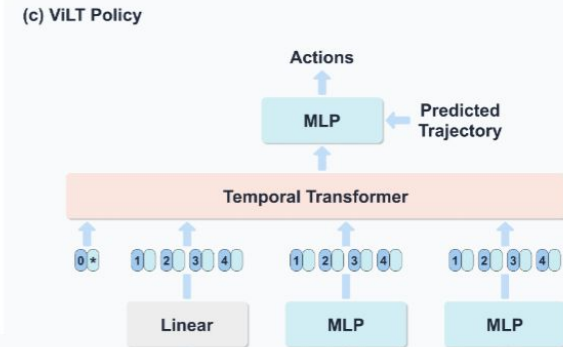 (c) ViLT Policy
Actions
MLP
Predicted
Trajectory
Temporal Transformer
0 * 1 2 3 4 1 2 3 4 1 2 3 4
Linear MLP MLP